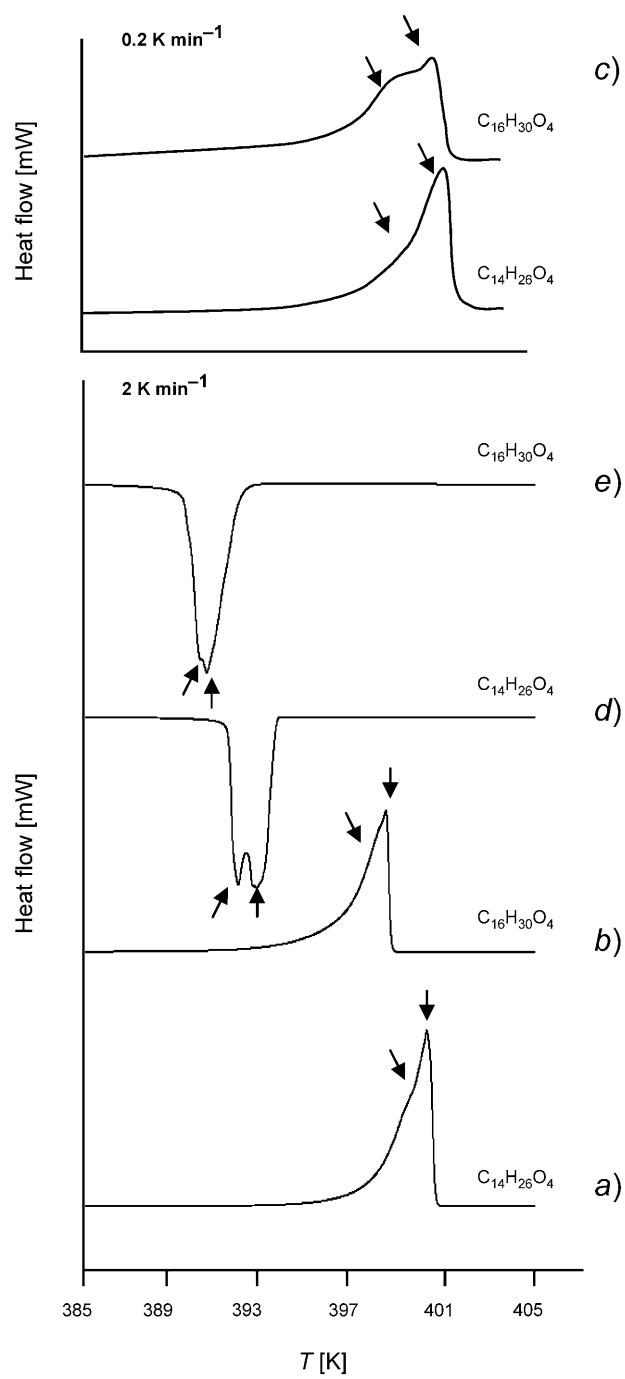 0.2 K min⁻¹
c)
C₁₆H₃₀O₄
Heat flow [mW]
C₁₄H₂₆O₄
2 K min⁻¹
C₁₆H₃₀O₄
e)
C₁₄H₂₆O₄
d)
Heat flow [mW]
C₁₆H₃₀O₄
b)
C₁₄H₂₆O₄
a)
385 389 393 397 401 405
T [K]